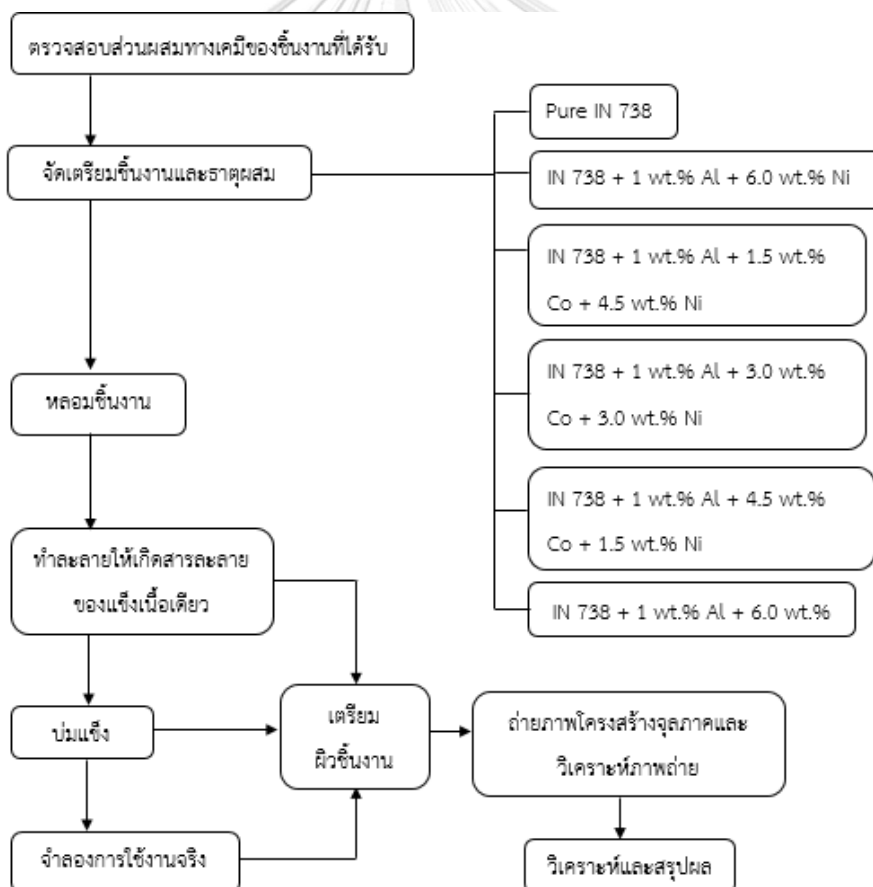 ตรวจสอบส่วนผสมทางเคมีของชิ้นงานที่ได้รับ
จัดเตรียมชิ้นงานและธาตุผสม
Pure IN 738
IN 738 + 1 wt.% Al + 6.0 wt.% Ni
IN 738 + 1 wt.% Al + 1.5 wt.%
Co + 4.5 wt.% Ni
IN 738 + 1 wt.% Al + 3.0 wt.%
Co + 3.0 wt.% Ni
IN 738 + 1 wt.% Al + 4.5 wt.%
Co + 1.5 wt.% Ni
IN 738 + 1 wt.% Al + 6.0 wt.%
หลอมชิ้นงาน
ทำละลายให้เกิดสารละลาย
ของแข็งเนื้อเดียว
บ่มแข็ง
จำลองการใช้งานจริง
เตรียม
ผิวชิ้นงาน
ถ่ายภาพโครงสร้างจุลภาคและ
วิเคราะห์ภาพถ่าย
วิเคราะห์และสรุปผล